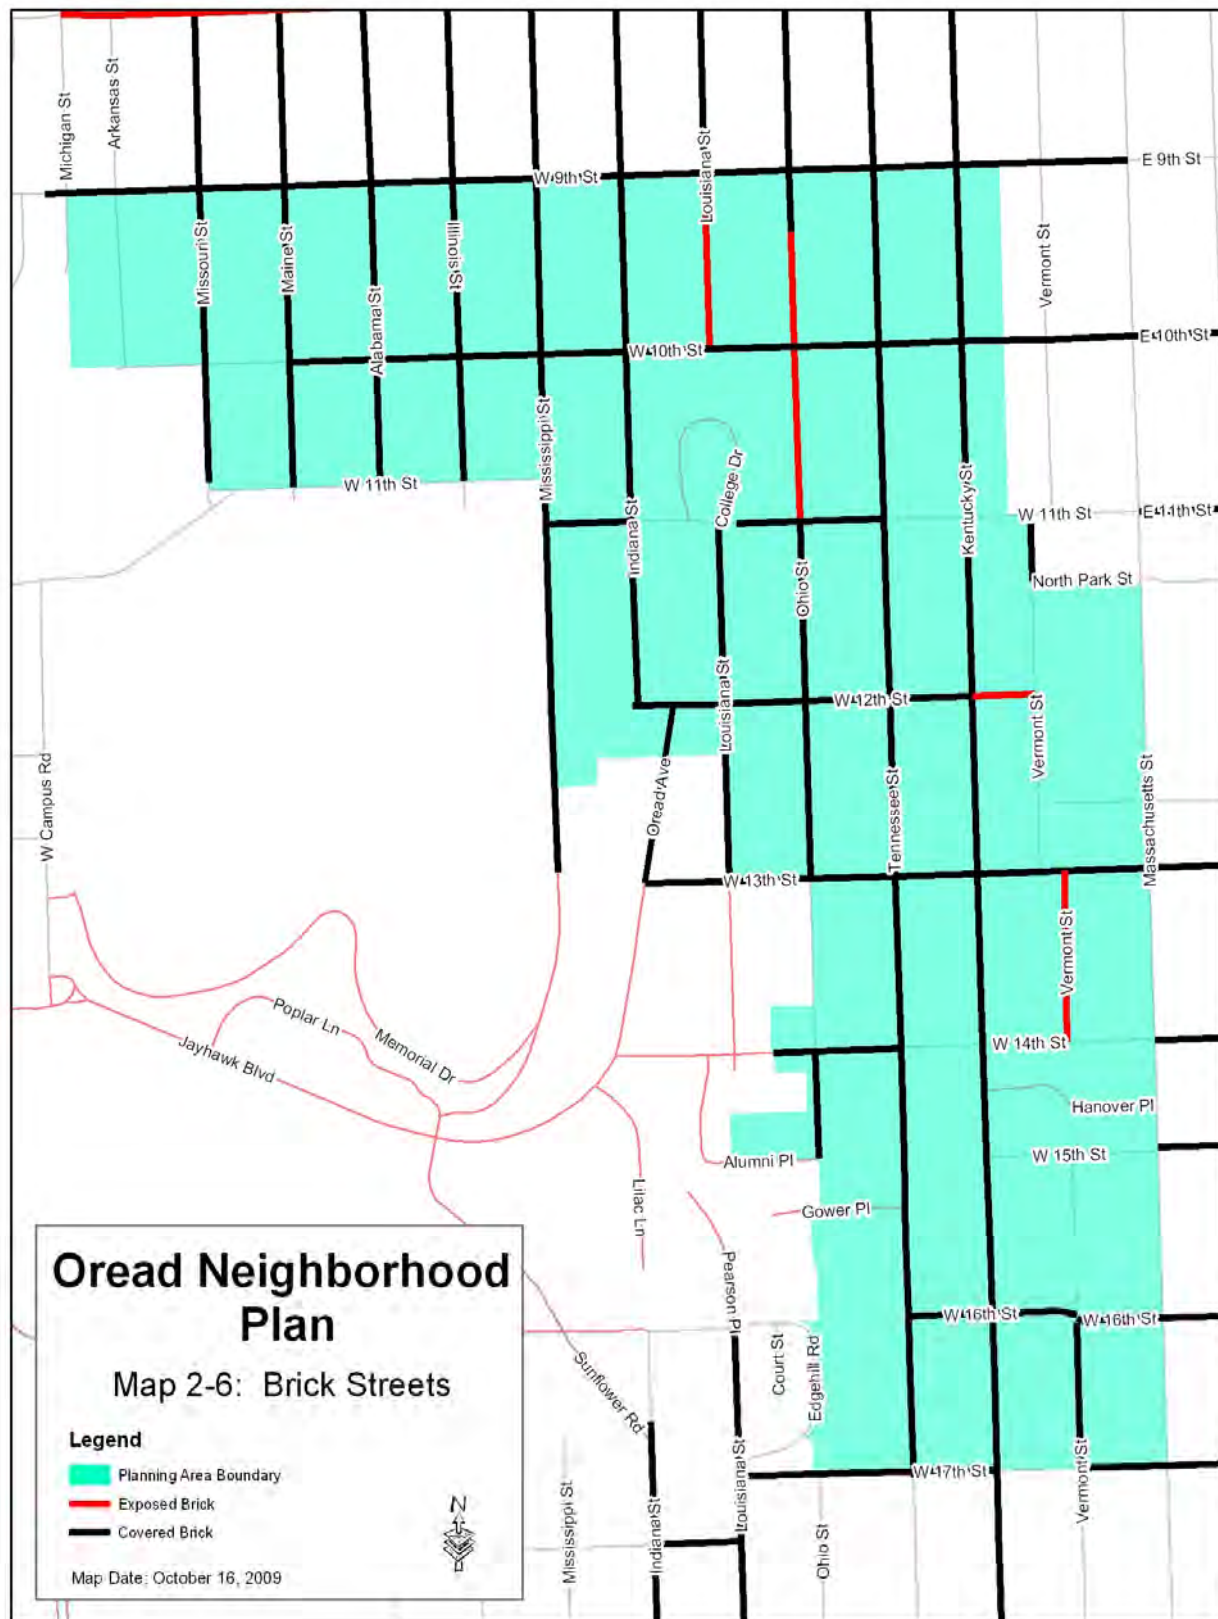 Michigan St
Arkansas St
Louisiana St
W 9th St
E 9th St
Missouri St
Maine St
Alabama St
Illinois St
Vermont St
W 10th St
E 10th St
Mississippi St
Indiana St
College Dr
Kentucky St
W 11th St
W 11th St
E 11th St
Ohio St
North Park St
Louisiana St
W 12th St
Vermont St
Oread Ave
Tennessee St
Massachusetts St
W Campus Rd
W 13th St
Vermont St
Poplar Ln
Memorial Dr
Jayhawk Blvd
W 14th St
Hanover Pl
Alumni Pl
W 15th St
Lilac Ln
Gower Pl
Pearson Pl
W 16th St
W 16th St
Court St
Edgehill Rd
Sunflower Rd
W 17th St
Mississippi St
Indiana St
Louisiana St
Ohio St
Vermont St
Oread Neighborhood
Plan
Map 2-6: Brick Streets
Legend
Planning Area Boundary
Exposed Brick
Covered Brick
N
Map Date: October 16, 2009